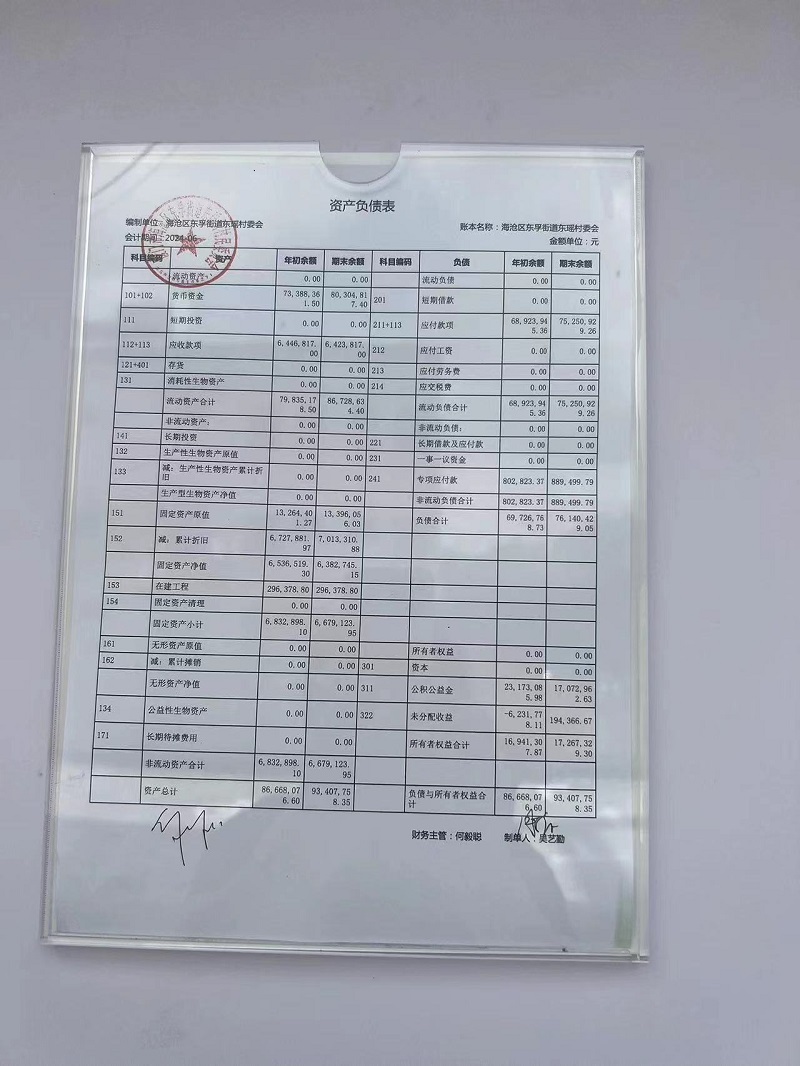 资产负债表
编制单位：海沧区东孚街道东瑶村委会 账本名称：海沧区东孚街道东瑶村委会
会计期间：2024-06 金额单位：元
科目编码 资产 年初余额 期末余额 科目编码 负债 年初余额 期末余额
流动资产： 0.00 0.00 流动负债 0.00 0.00
101+102 货币资金 73,388,361.50 80,304,817.40 201 短期借款 0.00 0.00
111 短期投资 0.00 0.00 211+113 应付款项 68,923,945.36 75,250,929.26
112+113 应收款项 6,446,817.00 6,423,817.00 212 应付工资 0.00 0.00
121+401 存货 0.00 0.00 213 应付劳务费 0.00 0.00
131 消耗性生物资产 0.00 0.00 214 应交税费 0.00 0.00
流动资产合计 79,835,178.50 86,728,634.40 流动负债合计 68,923,945.36 75,250,929.26
非流动资产： 0.00 0.00 非流动负债： 0.00 0.00
141 长期投资 0.00 0.00 221 长期借款及应付款 0.00 0.00
132 生产性生物资产原值 0.00 0.00 231 一事一议资金 0.00 0.00
133 减：生产性生物资产累计折旧 0.00 0.00 241 专项应付款 802,823.37 889,499.79
生产型生物资产净值 0.00 0.00 非流动负债合计 802,823.37 889,499.79
151 固定资产原值 13,264,401.27 13,396,056.03 负债合计 69,726,768.73 76,140,429.05
152 减：累计折旧 6,727,881.97 7,013,310.88
固定资产净值 6,536,519.30 6,382,745.15
153 在建工程 296,378.80 296,378.80
154 固定资产清理 0.00 0.00
固定资产小计 6,832,898.10 6,679,123.95
161 无形资产原值 0.00 0.00 所有者权益 0.00 0.00
162 减：累计摊销 0.00 0.00 301 资本 0.00 0.00
无形资产净值 0.00 0.00 311 公积公益金 23,173,085.98 17,072,962.63
134 公益性生物资产 0.00 0.00 322 未分配收益 -6,231,778.11 194,366.67
171 长期待摊费用 0.00 0.00 所有者权益合计 16,941,307.87 17,267,329.30
非流动资产合计 6,832,898.10 6,679,123.95
资产总计 86,668,076.60 93,407,758.35 负债与所有者权益合计 86,668,076.60 93,407,758.35
财务主管：何毅聪 制单人：吴艺勤